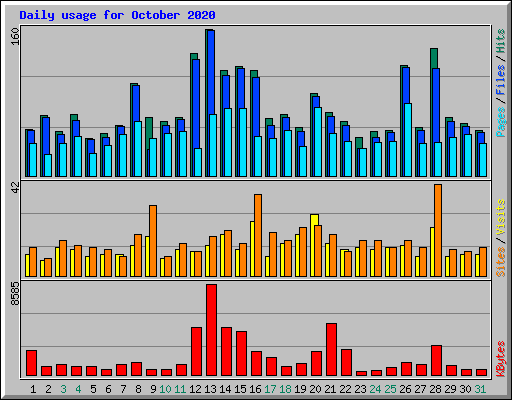 Daily usage for October 2020
160
Pages / Files / Hits
42
Sites / Visits
8585
KBytes
1 2 3 4 5 6 7 8 9 10 11 12 13 14 15 16 17 18 19 20 21 22 23 24 25 26 27 28 29 30 31